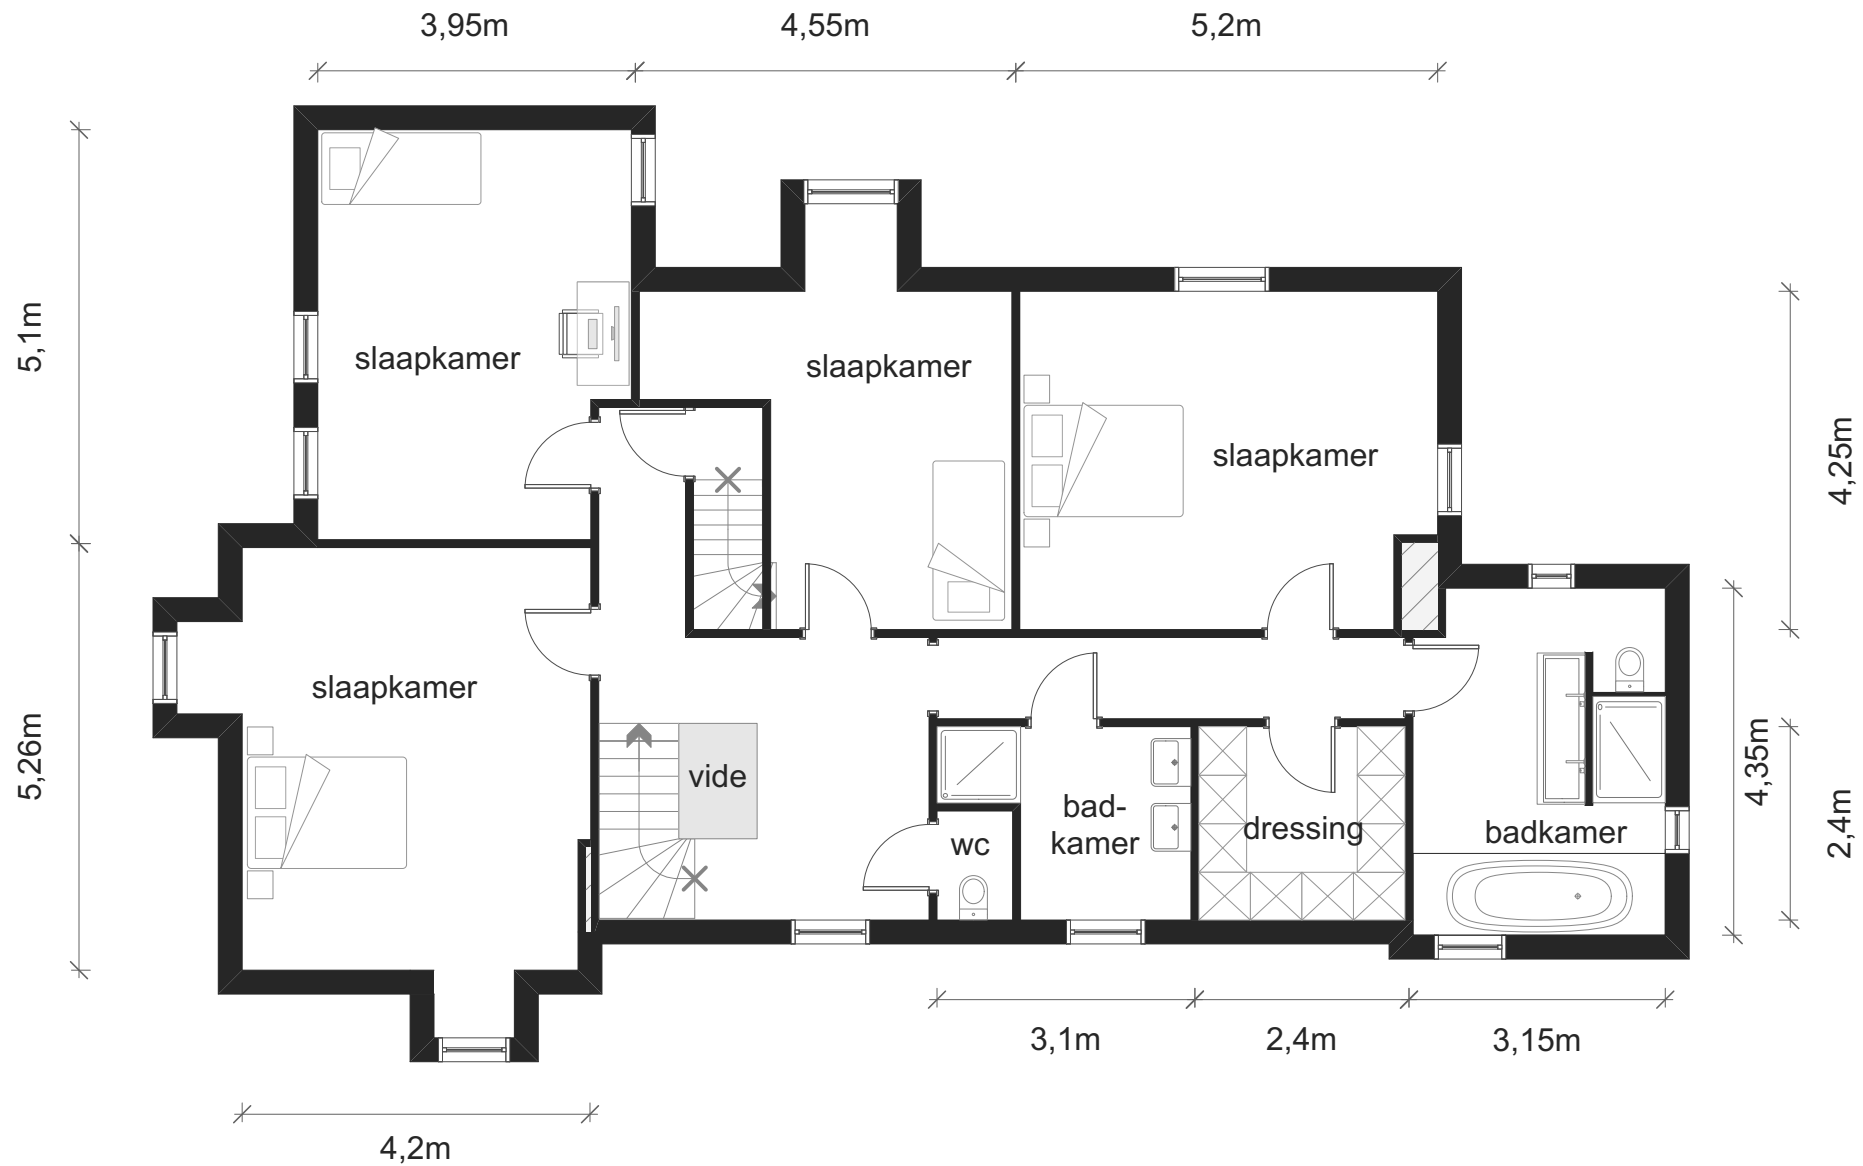 3,95m
4,55m
5,2m
5,1m
slaapkamer
slaapkamer
slaapkamer
4,25m
5,26m
slaapkamer
vide
wc
bad-
kamer
dressing
badkamer
4,35m
2,4m
3,1m
2,4m
3,15m
4,2m